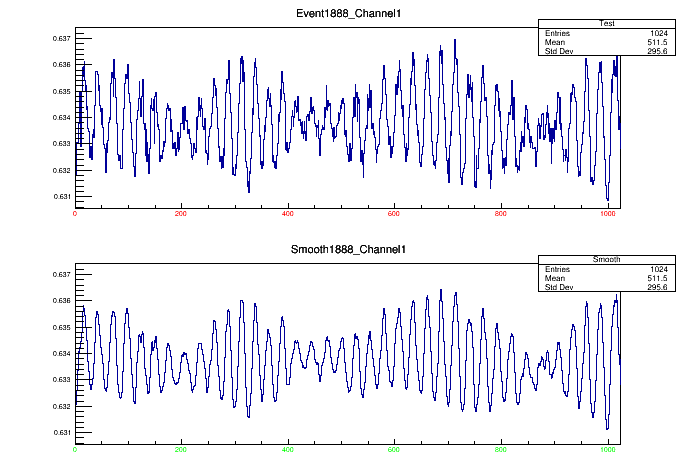 Event1888_Channel1
Test
Entries 1024
Mean 511.5
Std Dev 295.6
0.637
0.636
0.635
0.634
0.633
0.632
0.631
0 200 400 600 800 1000
Smooth1888_Channel1
Smooth
Entries 1024
Mean 511.5
Std Dev 295.6
0.637
0.636
0.635
0.634
0.633
0.632
0.631
0 200 400 600 800 1000